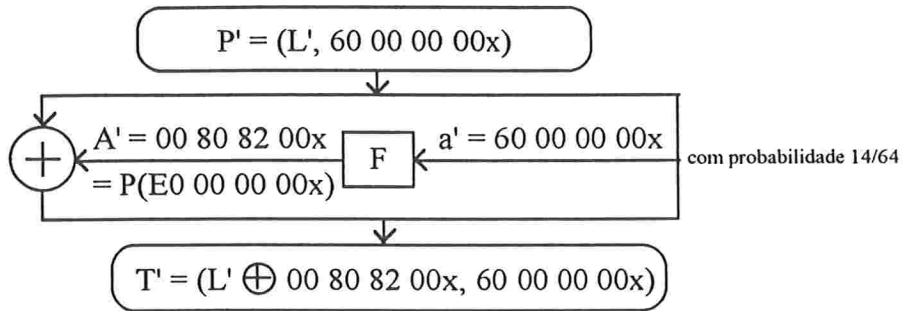 P' = (L', 60 00 00 00x)
A' = 00 80 82 00x
F
a' = 60 00 00 00x
com probabilidade 14/64
= P(E0 00 00 00x)
T' = (L' ⊕ 00 80 82 00x, 60 00 00 00x)